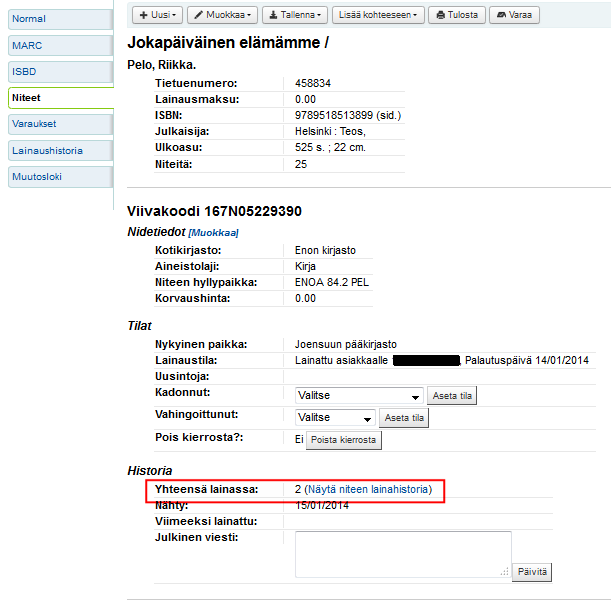 Normal
MARC
ISBD
Niteet
Varaukset
Lainaushistoria
Muutosloki
Uusi
Muokkaa
Tallenna
Lisää kohteeseen
Tulosta
Varaa
Jokapäiväinen elämämme /
Pelo, Riikka.
Tietuenumero: 458834
Lainausmaksu: 0.00
ISBN: 9789518513899 (sid.)
Julkaisija: Helsinki : Teos,
Ulkoasu: 525 s. ; 22 cm.
Niteitä: 25
Viivakoodi 167N05229390
Nidetiedot [Muokkaa]
Kotikirjasto: Enon kirjasto
Aineistolaji: Kirja
Niteen hyllypaikka: ENOA 84.2 PEL
Korvaushinta: 0.00
Tilat
Nykyinen paikka: Joensuun pääkirjasto
Lainaustila: Lainattu asiakkaalle , Palautuspäivä 14/01/2014
Uusintoja:
Kadonnut: Valitse Aseta tila
Vahingoittunut: Valitse Aseta tila
Pois kierrosta?: Ei Poista kierrosta
Historia
Yhteensä lainassa: 2 (Näytä niteen lainahistoria)
Nähty: 15/01/2014
Viimeeksi lainattu:
Julkinen viesti:
Päivitä